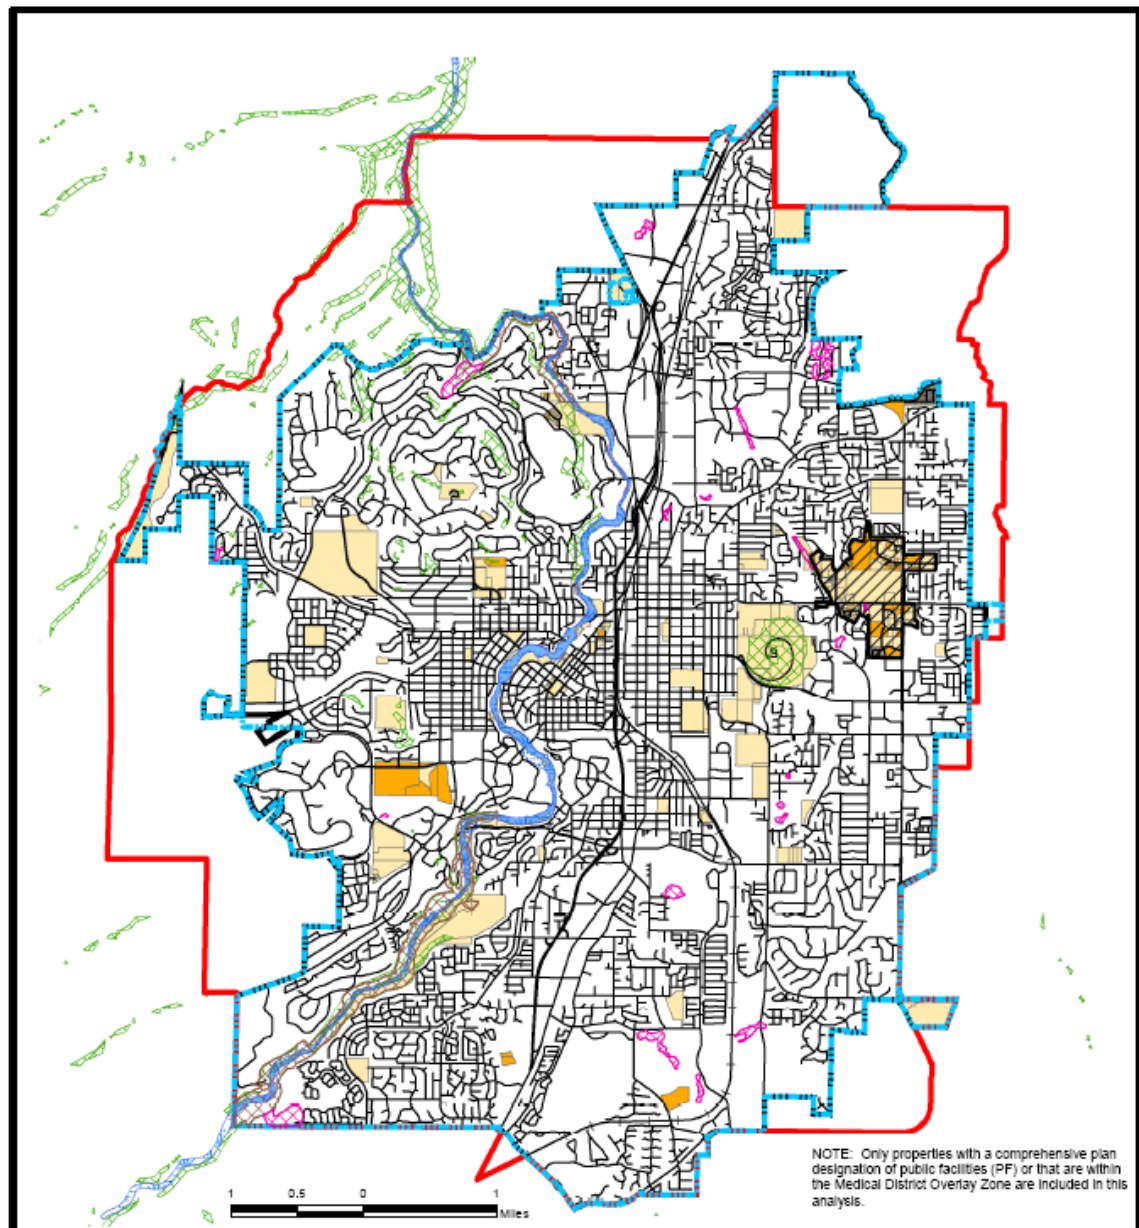 NOTE: Only properties with a comprehensive plan
designation of public facilities (PF) or that are within
the Medical District Overlay Zone are included in this
analysis.
1 0.5 0 1
Miles